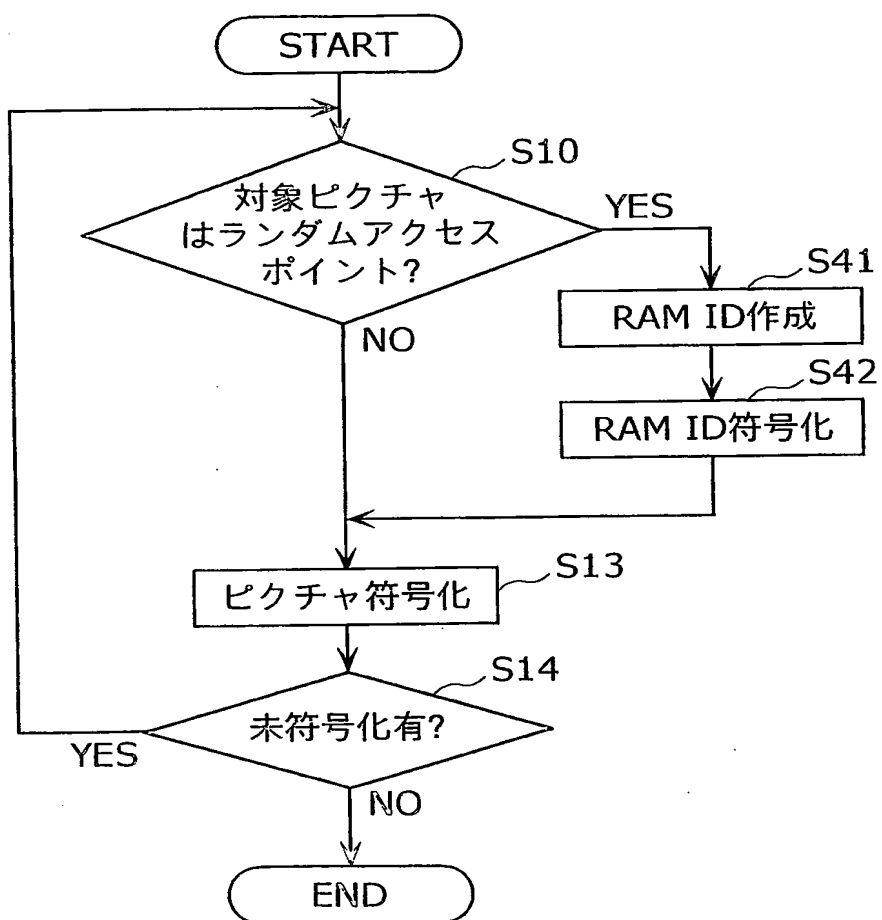 START
S10
対象ピクチャ
はランダムアクセス
ポイント?
YES
NO
S41
RAM ID作成
S42
RAM ID符号化
S13
ピクチャ符号化
S14
未符号化有?
YES
NO
END